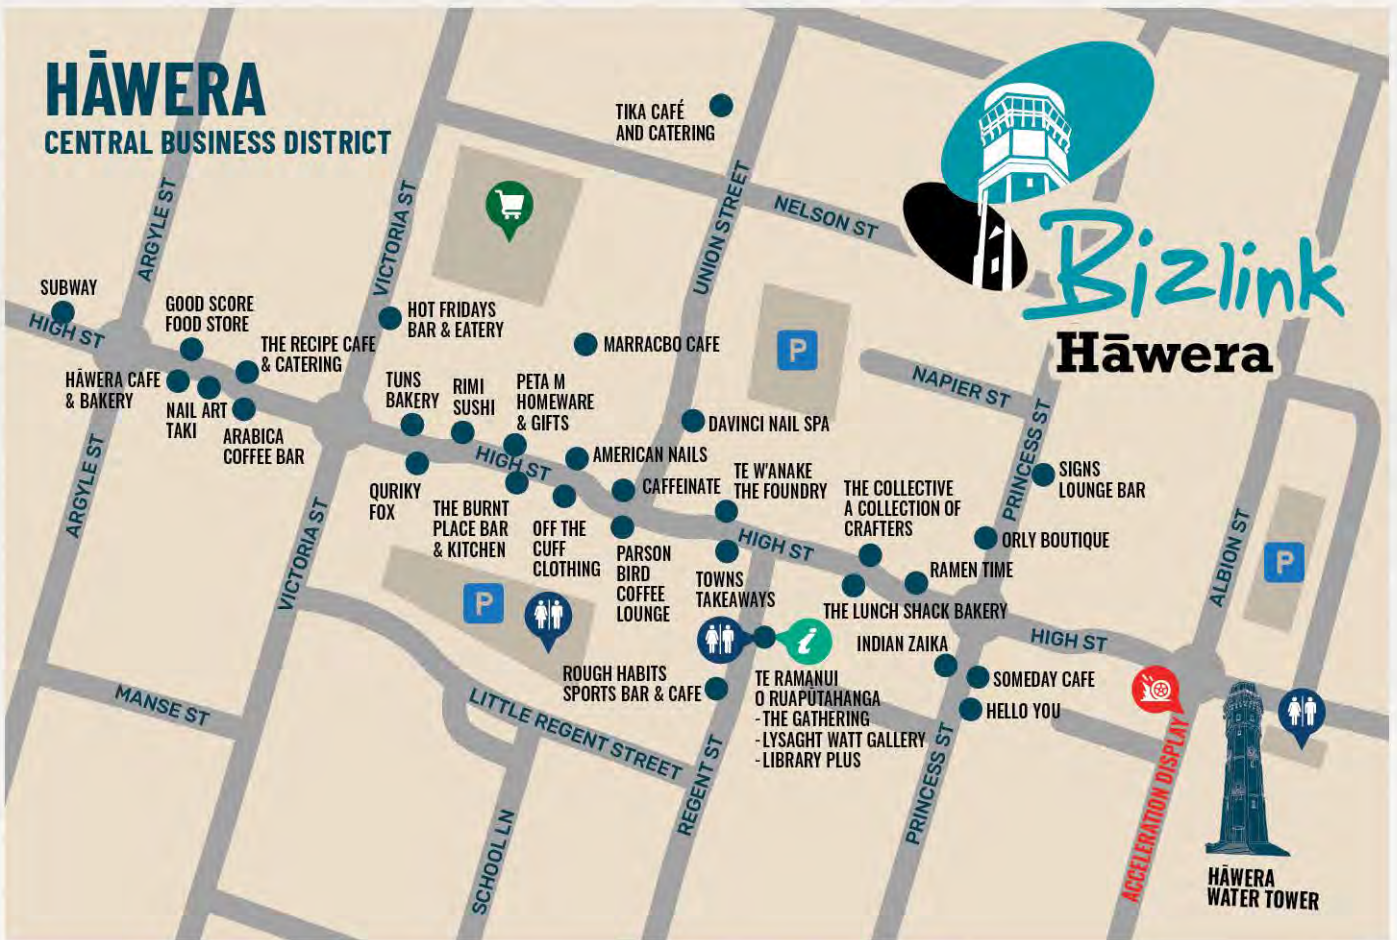 HĀWERA
CENTRAL BUSINESS DISTRICT
Bizlink
Hāwera
TIKA CAFÉ
AND CATERING
ARGYLE ST
VICTORIA ST
UNION STREET
NELSON ST
SUBWAY
HIGH ST
GOOD SCORE
FOOD STORE
THE RECIPE CAFE
& CATERING
HOT FRIDAYS
BAR & EATERY
MARRACBO CAFE
P
HĀWERA CAFE
& BAKERY
NAIL ART
TAKI
ARABICA
COFFEE BAR
TUNS
BAKERY
RIMI
SUSHI
PETA M
HOMEWARE
& GIFTS
NAPIER ST
PRINCESS ST
DAVINCI NAIL SPA
AMERICAN NAILS
HIGH ST
CAFFEINATE
TE W'ANAKE
THE FOUNDRY
THE COLLECTIVE
A COLLECTION OF
CRAFTERS
SIGNS
LOUNGE BAR
ARGYLE ST
QURIKY
FOX
THE BURNT
PLACE BAR
& KITCHEN
OFF THE
CUFF
CLOTHING
PARSON
BIRD
COFFEE
LOUNGE
HIGH ST
TOWNS
TAKEAWAYS
ORLY BOUTIQUE
RAMEN TIME
THE LUNCH SHACK BAKERY
ALBION ST
P
VICTORIA ST
P
i
INDIAN ZAIKA
HIGH ST
ROUGH HABITS
SPORTS BAR & CAFE
TE RAMANUI
O RUAPŪTAHANGA
-THE GATHERING
-LYSAGHT WATT GALLERY
-LIBRARY PLUS
SOMEDAY CAFE
HELLO YOU
MANSE ST
LITTLE REGENT STREET
REGENT ST
PRINCESS ST
SCHOOL LN
ACCELERATION DISPLAY
HĀWERA
WATER TOWER